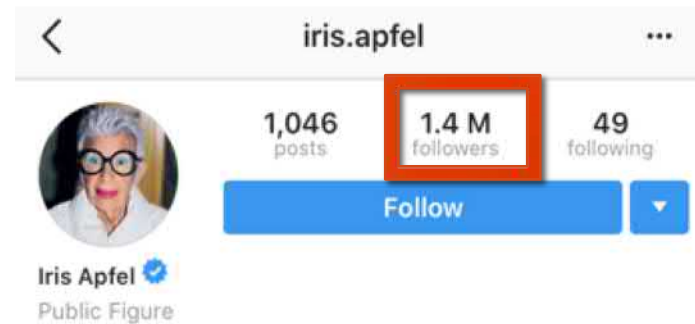 iris.apfel
1,046 1.4 M 49
posts followers following
Follow
Iris Apfel
Public Figure